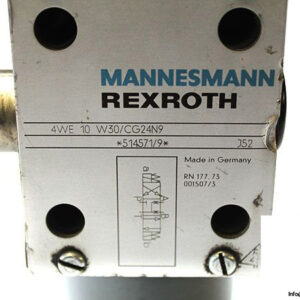 MANNESMANN
REXROTH
4WE 10 W30/CG24N9
*514571/9* J52
Made in Germany
RN 177.73
001507/3
a
b